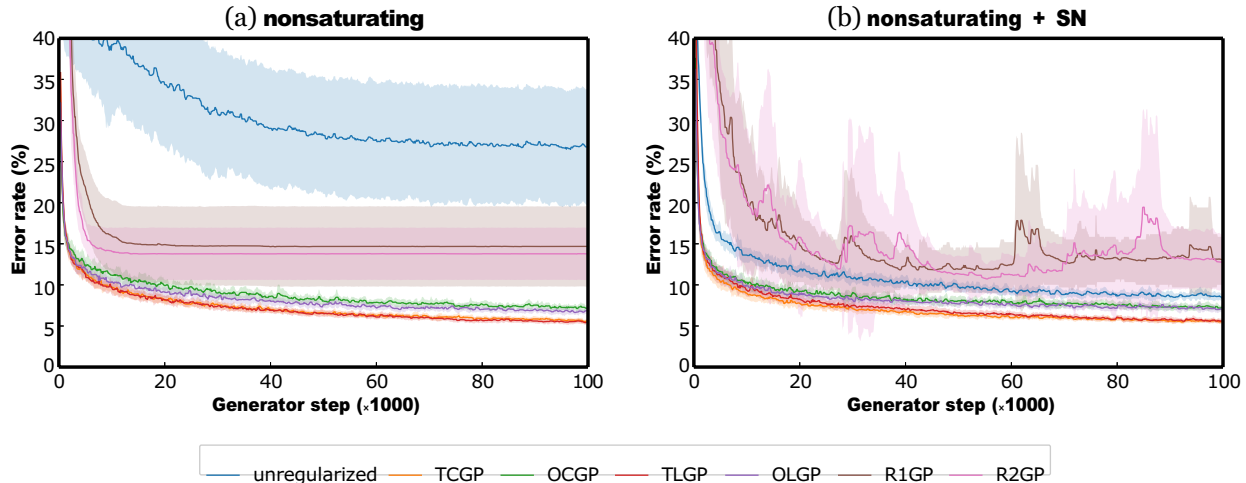 (a) nonsaturating
(b) nonsaturating + SN
Error rate (%)
40
35
30
25
20
15
10
5
0
0 20 40 60 80 100
Generator step (×1000)
Error rate (%)
40
35
30
25
20
15
10
5
0
0 20 40 60 80 100
Generator step (×1000)
unregularized TCGP OCGP TLGP OLGP R1GP R2GP